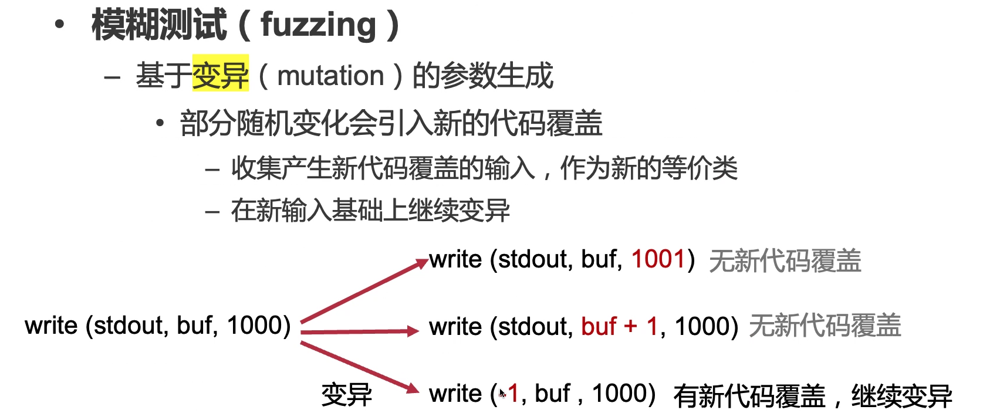 • 模糊测试（fuzzing）
– 基于变异（mutation）的参数生成
• 部分随机变化会引入新的代码覆盖
– 收集产生新代码覆盖的输入，作为新的等价类
– 在新输入基础上继续变异
write (stdout, buf, 1001) 无新代码覆盖
write (stdout, buf, 1000)
write (stdout, buf + 1, 1000) 无新代码覆盖
变异
write (-1, buf , 1000) 有新代码覆盖，继续变异